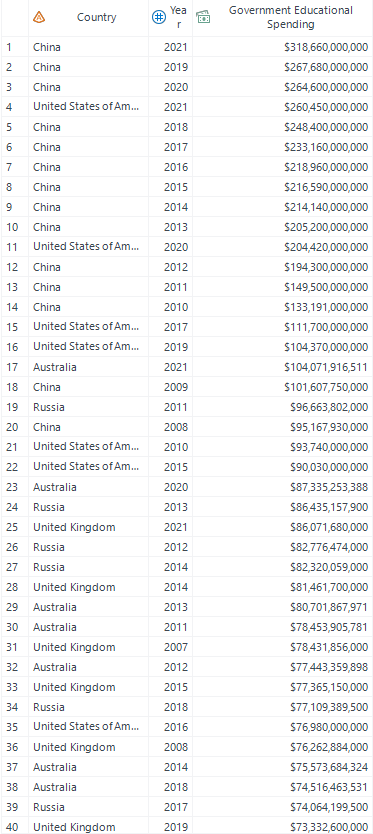 Country Year Government Educational Spending
1 China 2021 $318,660,000,000
2 China 2019 $267,680,000,000
3 China 2020 $264,600,000,000
4 United States of Am... 2021 $260,450,000,000
5 China 2018 $248,400,000,000
6 China 2017 $233,160,000,000
7 China 2016 $218,960,000,000
8 China 2015 $216,590,000,000
9 China 2014 $214,140,000,000
10 China 2013 $205,200,000,000
11 United States of Am... 2020 $204,420,000,000
12 China 2012 $194,300,000,000
13 China 2011 $149,500,000,000
14 China 2010 $133,191,000,000
15 United States of Am... 2017 $111,700,000,000
16 United States of Am... 2019 $104,370,000,000
17 Australia 2021 $104,071,916,511
18 China 2009 $101,607,750,000
19 Russia 2011 $96,663,802,000
20 China 2008 $95,167,930,000
21 United States of Am... 2010 $93,740,000,000
22 United States of Am... 2015 $90,030,000,000
23 Australia 2020 $87,335,253,388
24 Russia 2013 $86,435,157,900
25 United Kingdom 2021 $86,071,680,000
26 Russia 2012 $82,776,474,000
27 Russia 2014 $82,320,059,000
28 United Kingdom 2014 $81,461,700,000
29 Australia 2013 $80,701,867,971
30 Australia 2011 $78,453,905,781
31 United Kingdom 2007 $78,431,856,000
32 Australia 2012 $77,443,359,898
33 United Kingdom 2015 $77,365,150,000
34 Russia 2018 $77,109,389,500
35 United States of Am... 2016 $76,980,000,000
36 United Kingdom 2008 $76,262,884,000
37 Australia 2014 $75,573,684,324
38 Australia 2018 $74,516,463,531
39 Russia 2017 $74,064,199,500
40 United Kingdom 2019 $73,332,600,000